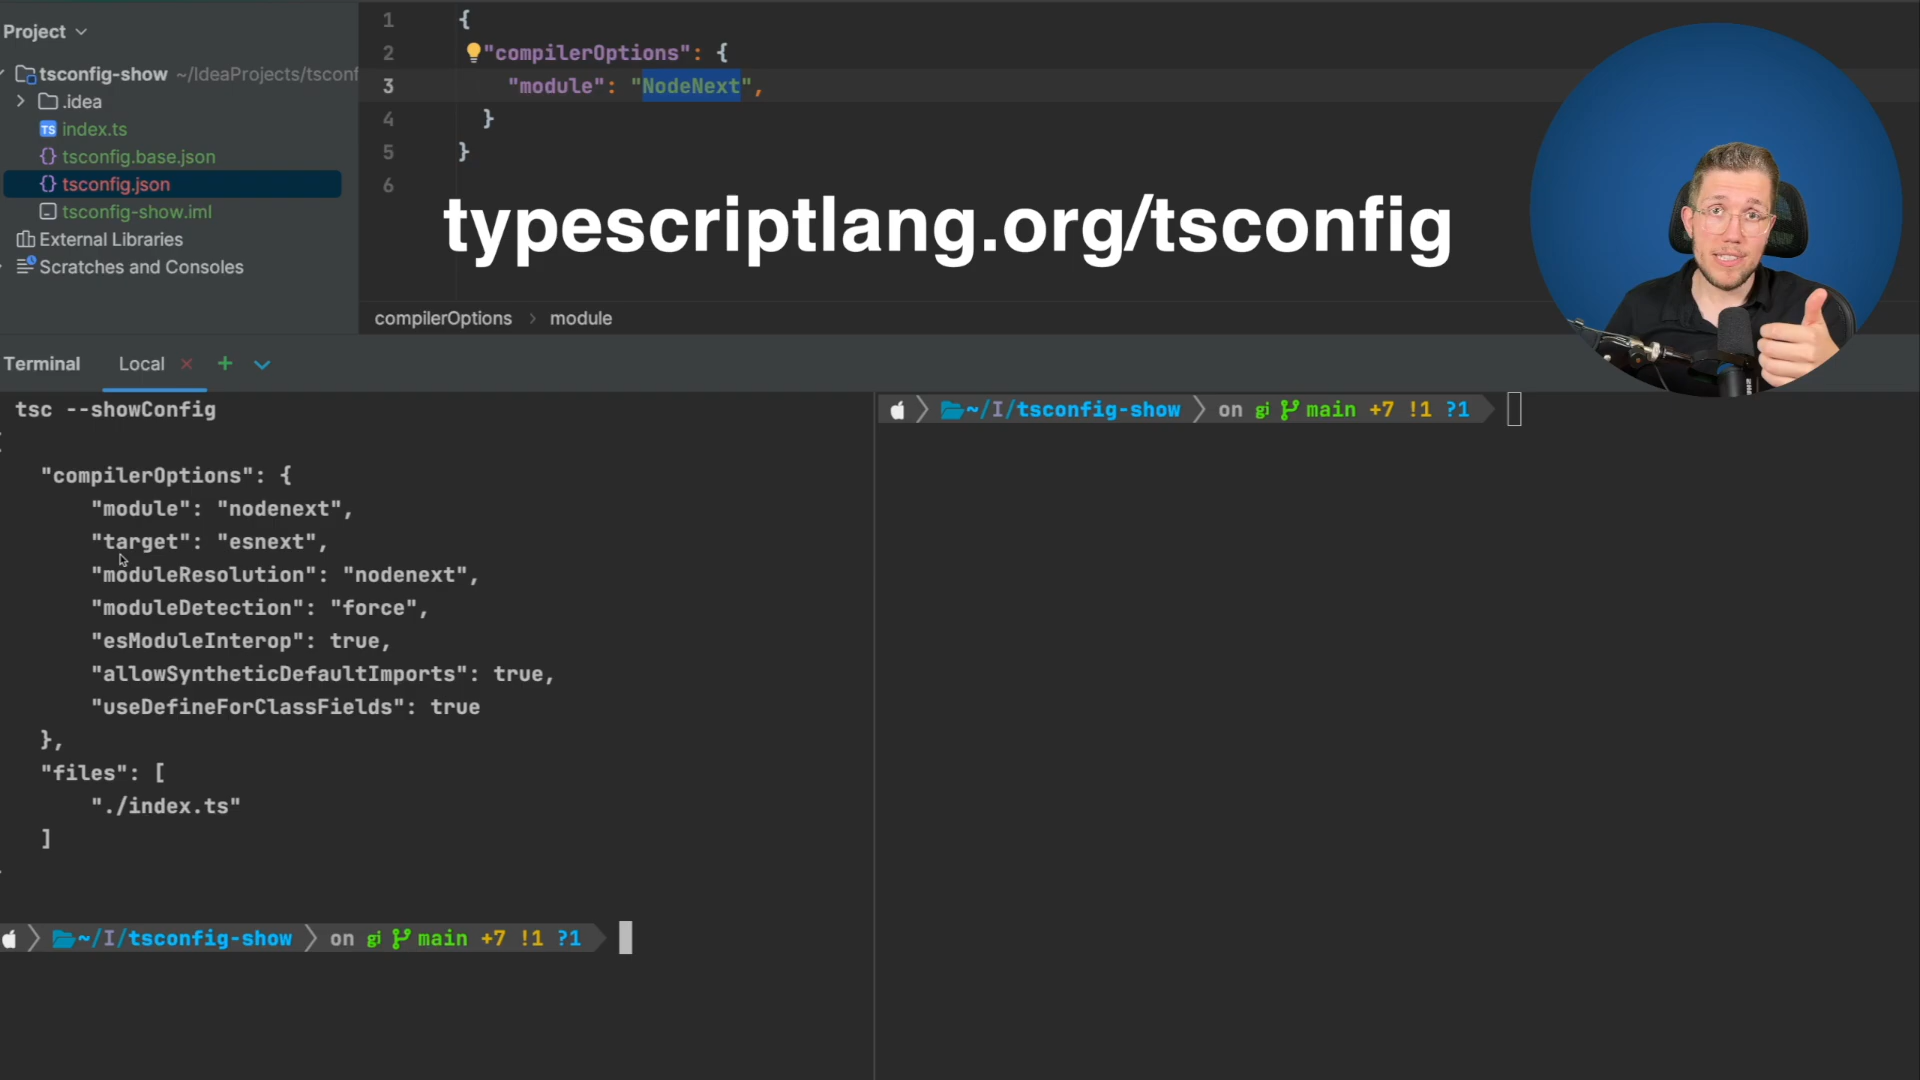 Project
tsconfig-show ~/IdeaProjects/tsconf
.idea
TS index.ts
{} tsconfig.base.json
{} tsconfig.json
tsconfig-show.iml
External Libraries
Scratches and Consoles
1 {
2 "compilerOptions": {
3 "module": "NodeNext",
4 }
5 }
6
typescriptlang.org/tsconfig
compilerOptions > module
Terminal Local × +
tsc --showConfig
"compilerOptions": {
"module": "nodenext",
"target": "esnext",
"moduleResolution": "nodenext",
"moduleDetection": "force",
"esModuleInterop": true,
"allowSyntheticDefaultImports": true,
"useDefineForClassFields": true
},
"files": [
"./index.ts"
]
~/I/tsconfig-show on gi main +7 !1 ?1
~/I/tsconfig-show on gi main +7 !1 ?1